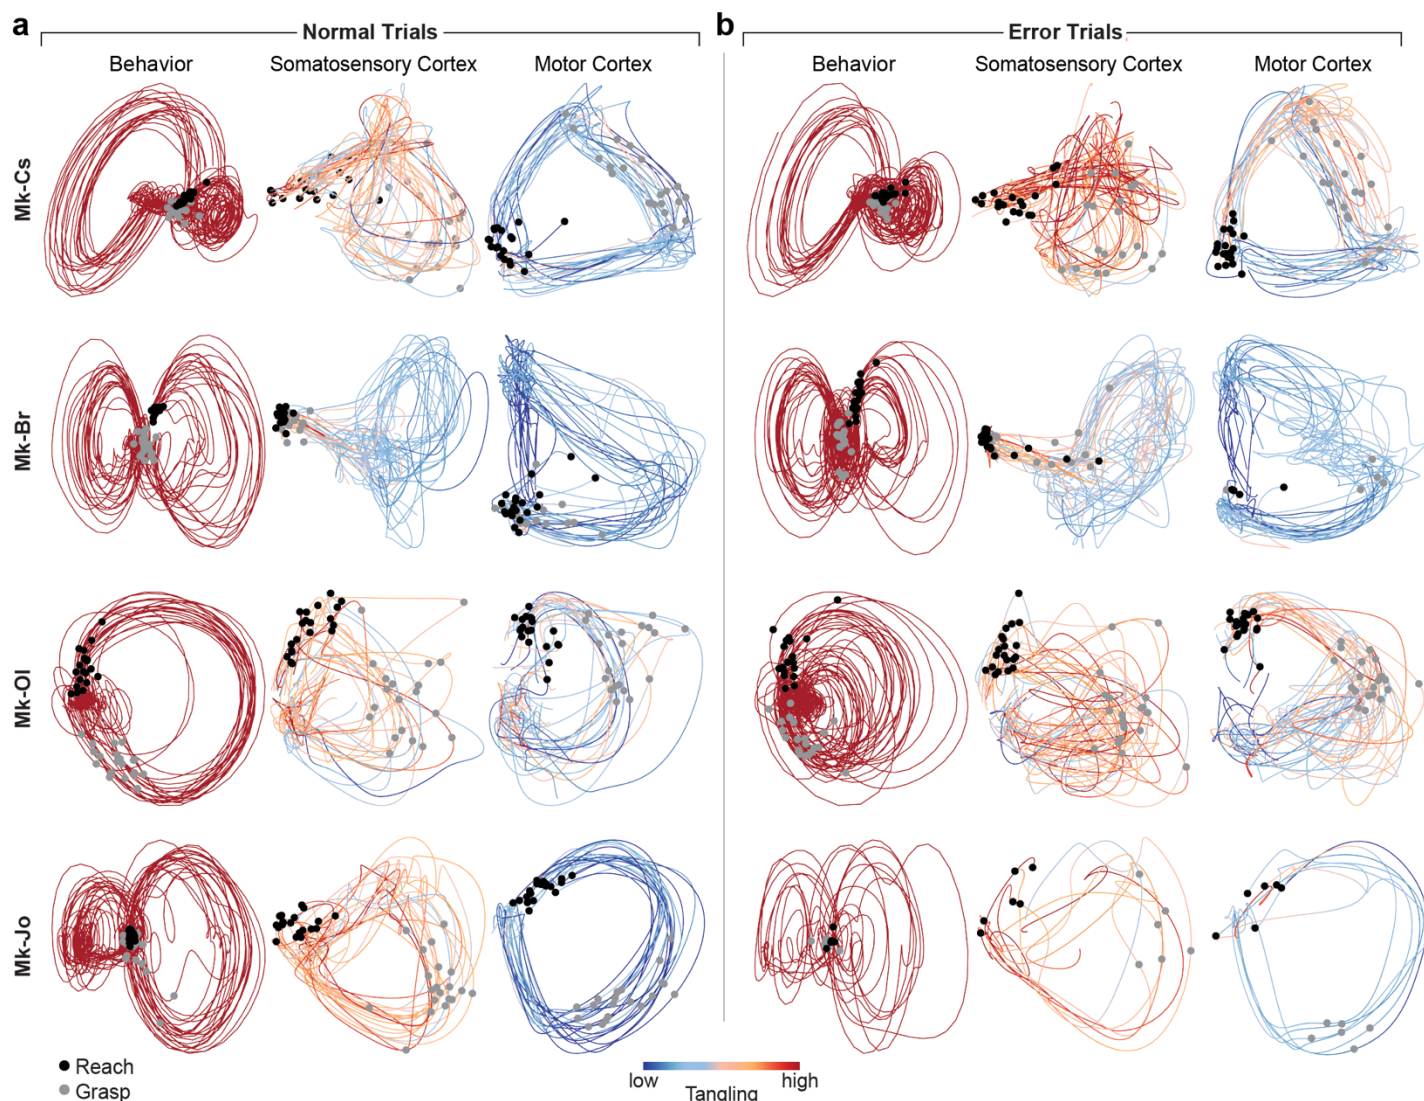 a Normal Trials b Error Trials
Behavior Somatosensory Cortex Motor Cortex Behavior Somatosensory Cortex Motor Cortex
Mk-Cs
Mk-Br
Mk-Ol
Mk-Jo
Reach
Grasp
low high
Tangling